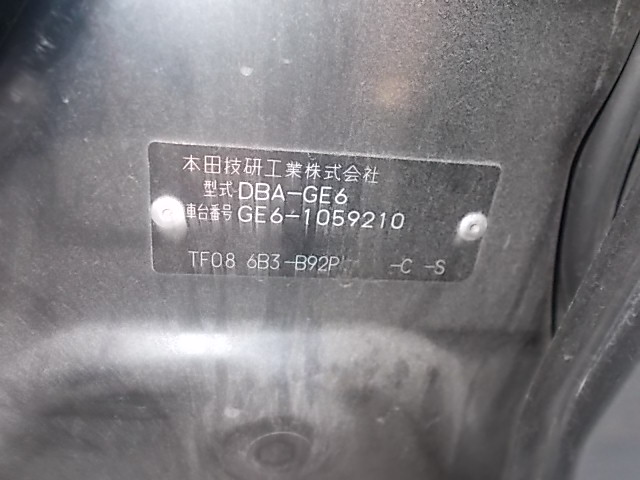 本田技研工業株式会社
型式 DBA-GE6
車台番号 GE6-1059210
TF08 6B3-B92P -C -S